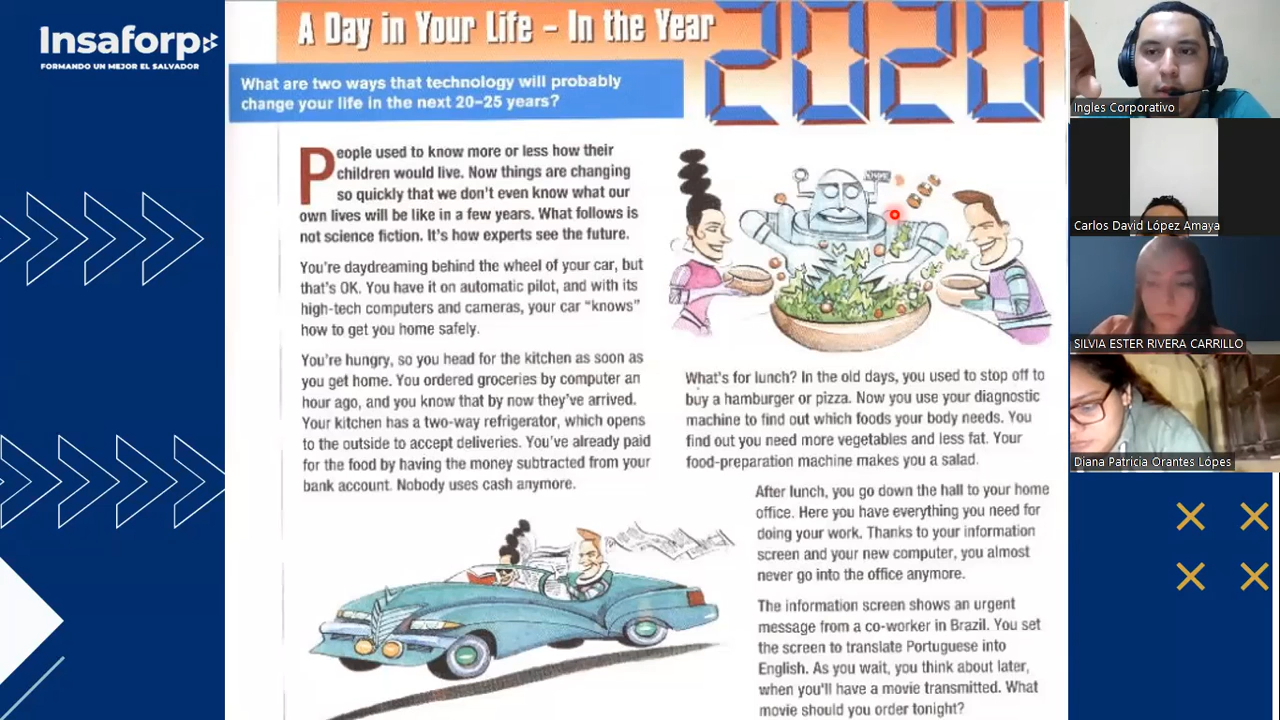 Insaforp
FORMANDO UN MEJOR EL SALVADOR
A Day in Your Life – In the Year
2020
What are two ways that technology will probably
change your life in the next 20–25 years?
People used to know more or less how their
children would live. Now things are changing
so quickly that we don't even know what our
own lives will be like in a few years. What follows is
not science fiction. It's how experts see the future.
You're daydreaming behind the wheel of your car, but
that's OK. You have it on automatic pilot, and with its
high-tech computers and cameras, your car “knows”
how to get you home safely.
You're hungry, so you head for the kitchen as soon as
you get home. You ordered groceries by computer an
hour ago, and you know that by now they've arrived.
Your kitchen has a two-way refrigerator, which opens
to the outside to accept deliveries. You've already paid
for the food by having the money subtracted from your
bank account. Nobody uses cash anymore.
What's for lunch? In the old days, you used to stop off to
buy a hamburger or pizza. Now you use your diagnostic
machine to find out which foods your body needs. You
find out you need more vegetables and less fat. Your
food-preparation machine makes you a salad.
After lunch, you go down the hall to your home
office. Here you have everything you need for
doing your work. Thanks to your information
screen and your new computer, you almost
never go into the office anymore.
The information screen shows an urgent
message from a co-worker in Brazil. You set
the screen to translate Portuguese into
English. As you wait, you think about later,
when you'll have a movie transmitted. What
movie should you order tonight?
Ingles Corporativo
Carlos David López Amaya
SILVIA ESTER RIVERA CARRILLO
Diana Patricia Orantes Lópes